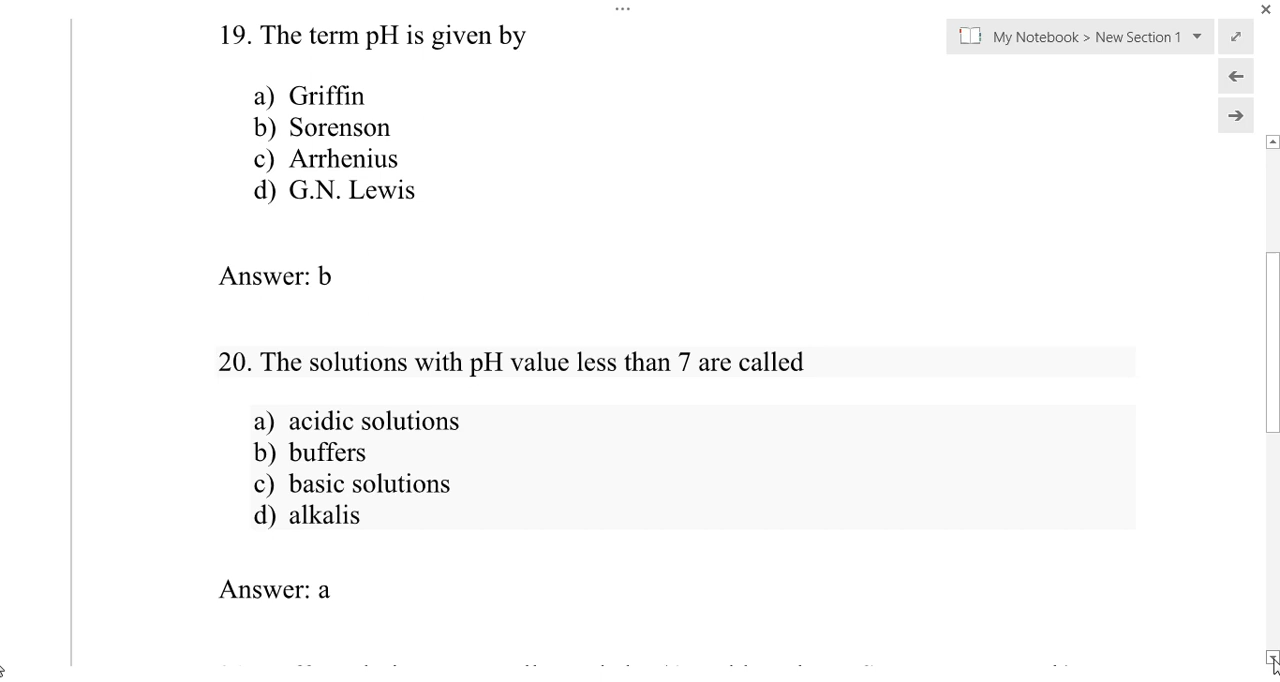 19. The term pH is given by
My Notebook > New Section 1
a) Griffin
b) Sorenson
c) Arrhenius
d) G.N. Lewis
Answer: b
20. The solutions with pH value less than 7 are called
a) acidic solutions
b) buffers
c) basic solutions
d) alkalis
Answer: a